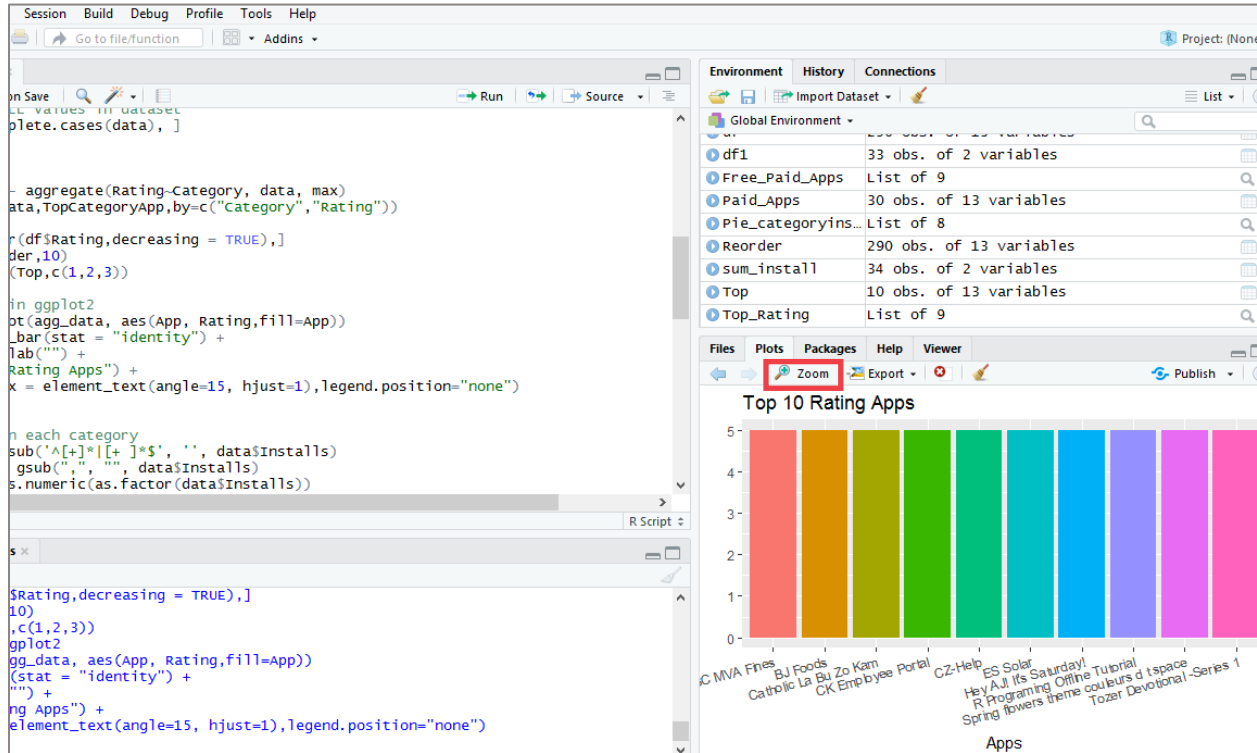 Session Build Debug Profile Tools Help
Go to file/function Addins Project: (None
on Save Run Source
values in dataset
plete.cases(data), ]
- aggregate(Rating~Category, data, max)
ata,TopCategoryApp,by=c("Category","Rating"))
r(df$Rating,decreasing = TRUE),]
der,10)
(Top,c(1,2,3))
in ggplot2
ot(agg_data, aes(App, Rating,fill=App))
_bar(stat = "identity") +
lab("") +
Rating Apps") +
x = element_text(angle=15, hjust=1),legend.position="none")
n each category
sub('^[+]*|[+ ]*$', '', data$Installs)
gsub(",", "", data$Installs)
s.numeric(as.factor(data$Installs))
R Script
s
$Rating,decreasing = TRUE),]
10)
,c(1,2,3))
gplot2
gg_data, aes(App, Rating,fill=App))
(stat = "identity") +
"") +
ng Apps") +
element_text(angle=15, hjust=1),legend.position="none")
Environment History Connections
Import Dataset List
Global Environment
df1 33 obs. of 2 variables
Free_Paid_Apps List of 9
Paid_Apps 30 obs. of 13 variables
Pie_categoryins… List of 8
Reorder 290 obs. of 13 variables
sum_install 34 obs. of 2 variables
Top 10 obs. of 13 variables
Top_Rating List of 9
Files Plots Packages Help Viewer
Zoom Export Publish
Top 10 Rating Apps
5
4
3
2
1
0
SC MVA Fines
BJ Foods
Catholic La Bu Zo Kam
CK Employee Portal
CZ-Help
ES Solar
Hey AJ! It's Saturday!
R Programing Offline Tutorial
Spring flowers theme couleurs d t space
Tozer Devotional -Series 1
Apps